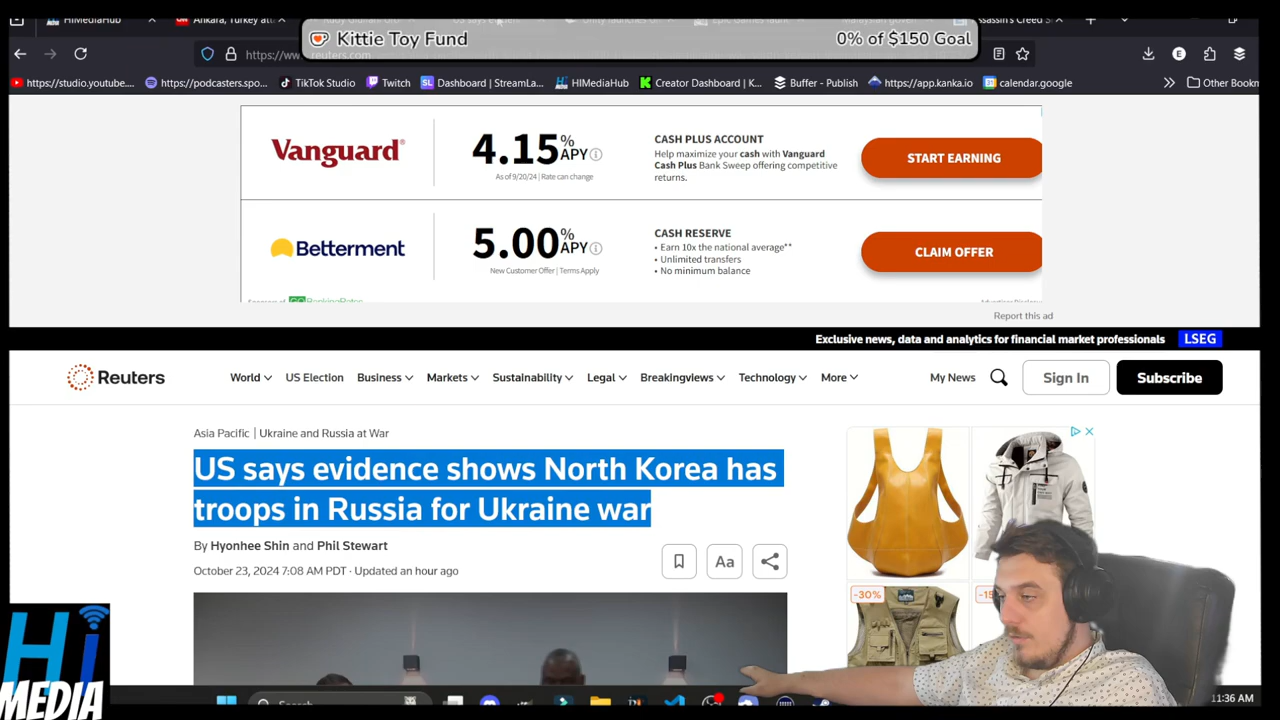 HIMediaHub
Ankara, Turkey att
Assassin's Creed S
Kittie Toy Fund
0% of $150 Goal
https://www.reuters.com
https://studio.youtube....
https://podcasters.spo...
TikTok Studio
Twitch
Dashboard | StreamLa...
HIMediaHub
Creator Dashboard | K...
Buffer - Publish
https://app.kanka.io
calendar.google
Other Bookn
Vanguard
4.15% APY
As of 9/20/24 | Rate can change
CASH PLUS ACCOUNT
Help maximize your cash with Vanguard
Cash Plus Bank Sweep offering competitive
returns.
START EARNING
Betterment
5.00% APY
New Customer Offer | Terms Apply
CASH RESERVE
• Earn 10x the national average**
• Unlimited transfers
• No minimum balance
CLAIM OFFER
Report this ad
Exclusive news, data and analytics for financial market professionals
LSEG
Reuters
World
US Election
Business
Markets
Sustainability
Legal
Breakingviews
Technology
More
My News
Sign In
Subscribe
Asia Pacific | Ukraine and Russia at War
US says evidence shows North Korea has
troops in Russia for Ukraine war
By Hyonhee Shin and Phil Stewart
October 23, 2024 7:08 AM PDT · Updated an hour ago
Aa
-30%
Hi
MEDIA
Search
11:36 AM